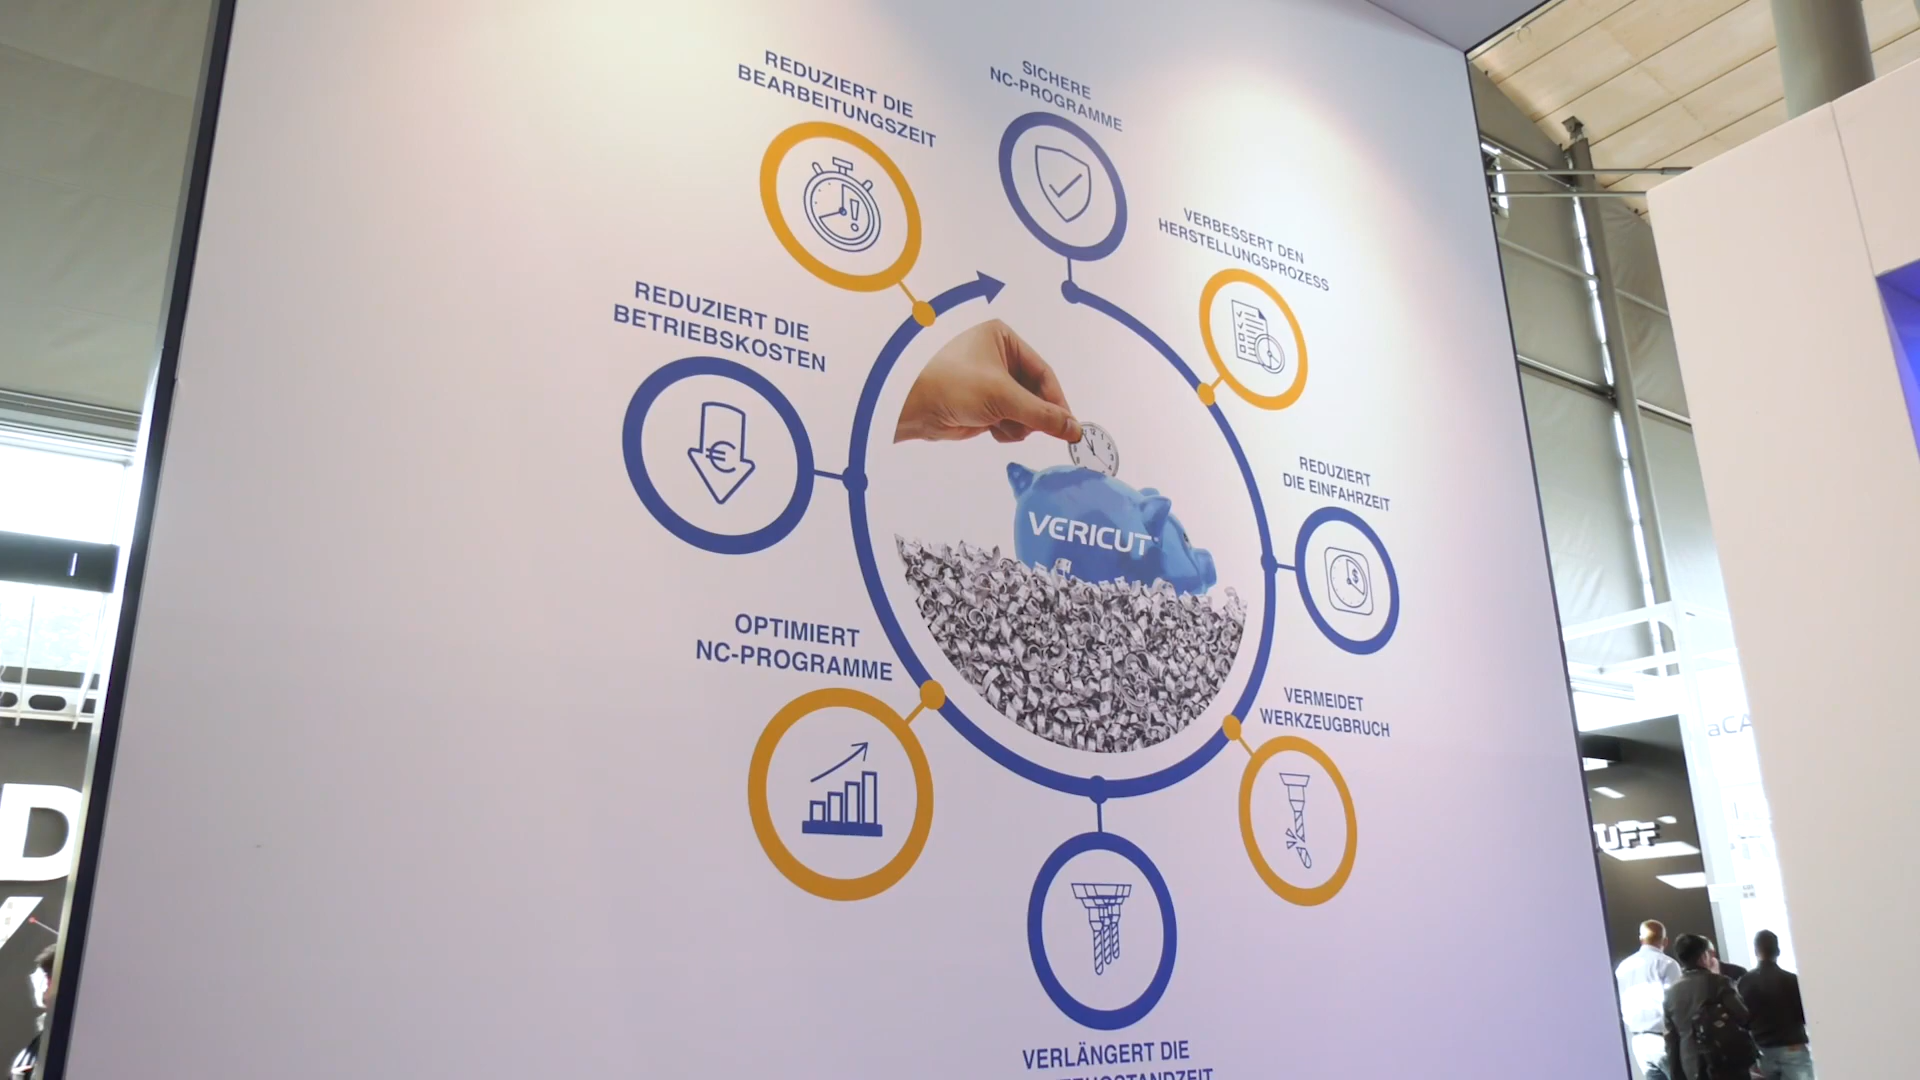 REDUZIERT DIE
BEARBEITUNGSZEIT
SICHERE
NC-PROGRAMME
VERBESSERT DEN
HERSTELLUNGSPROZESS
REDUZIERT DIE
BETRIEBSKOSTEN
REDUZIERT
DIE EINFAHRZEIT
VERICUT
OPTIMIERT
NC-PROGRAMME
VERMEIDET
WERKZEUGBRUCH
VERLÄNGERT DIE